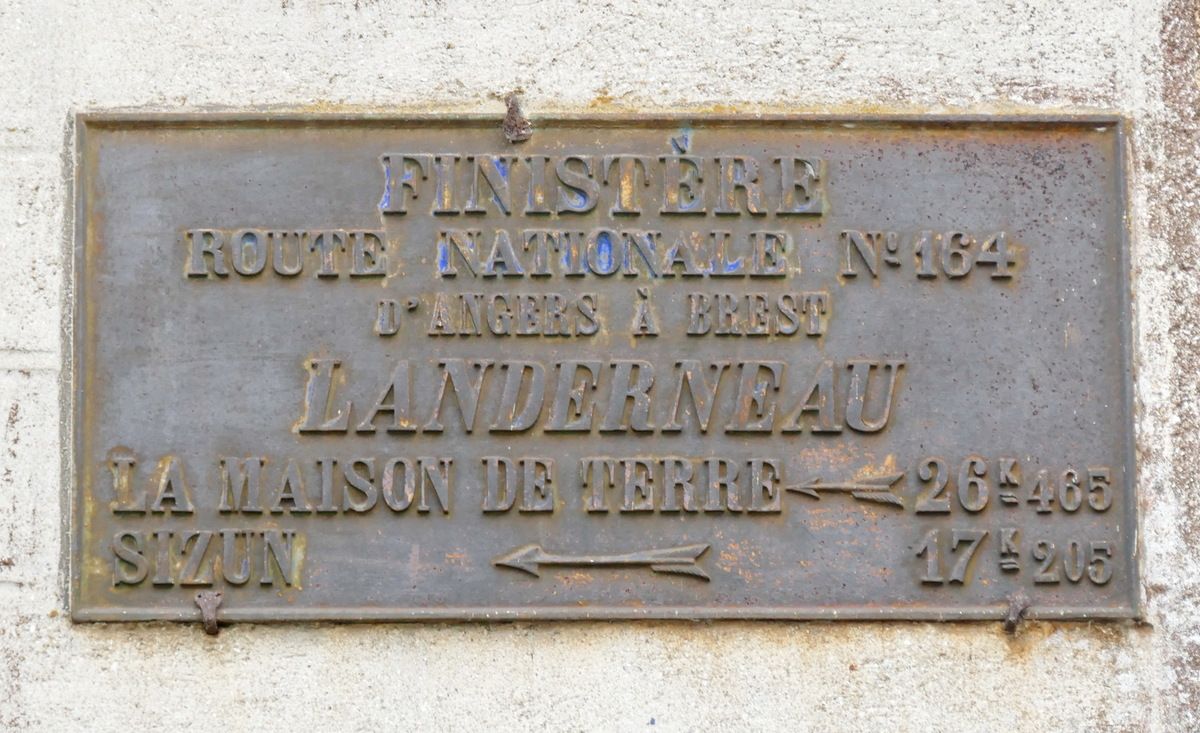 FINISTÈRE
ROUTE NATIONALE No. 164
D'ANGERS À BREST
LANDERNEAU
LA MAISON DE TERRE 26K 465
SIZUN 17K 205